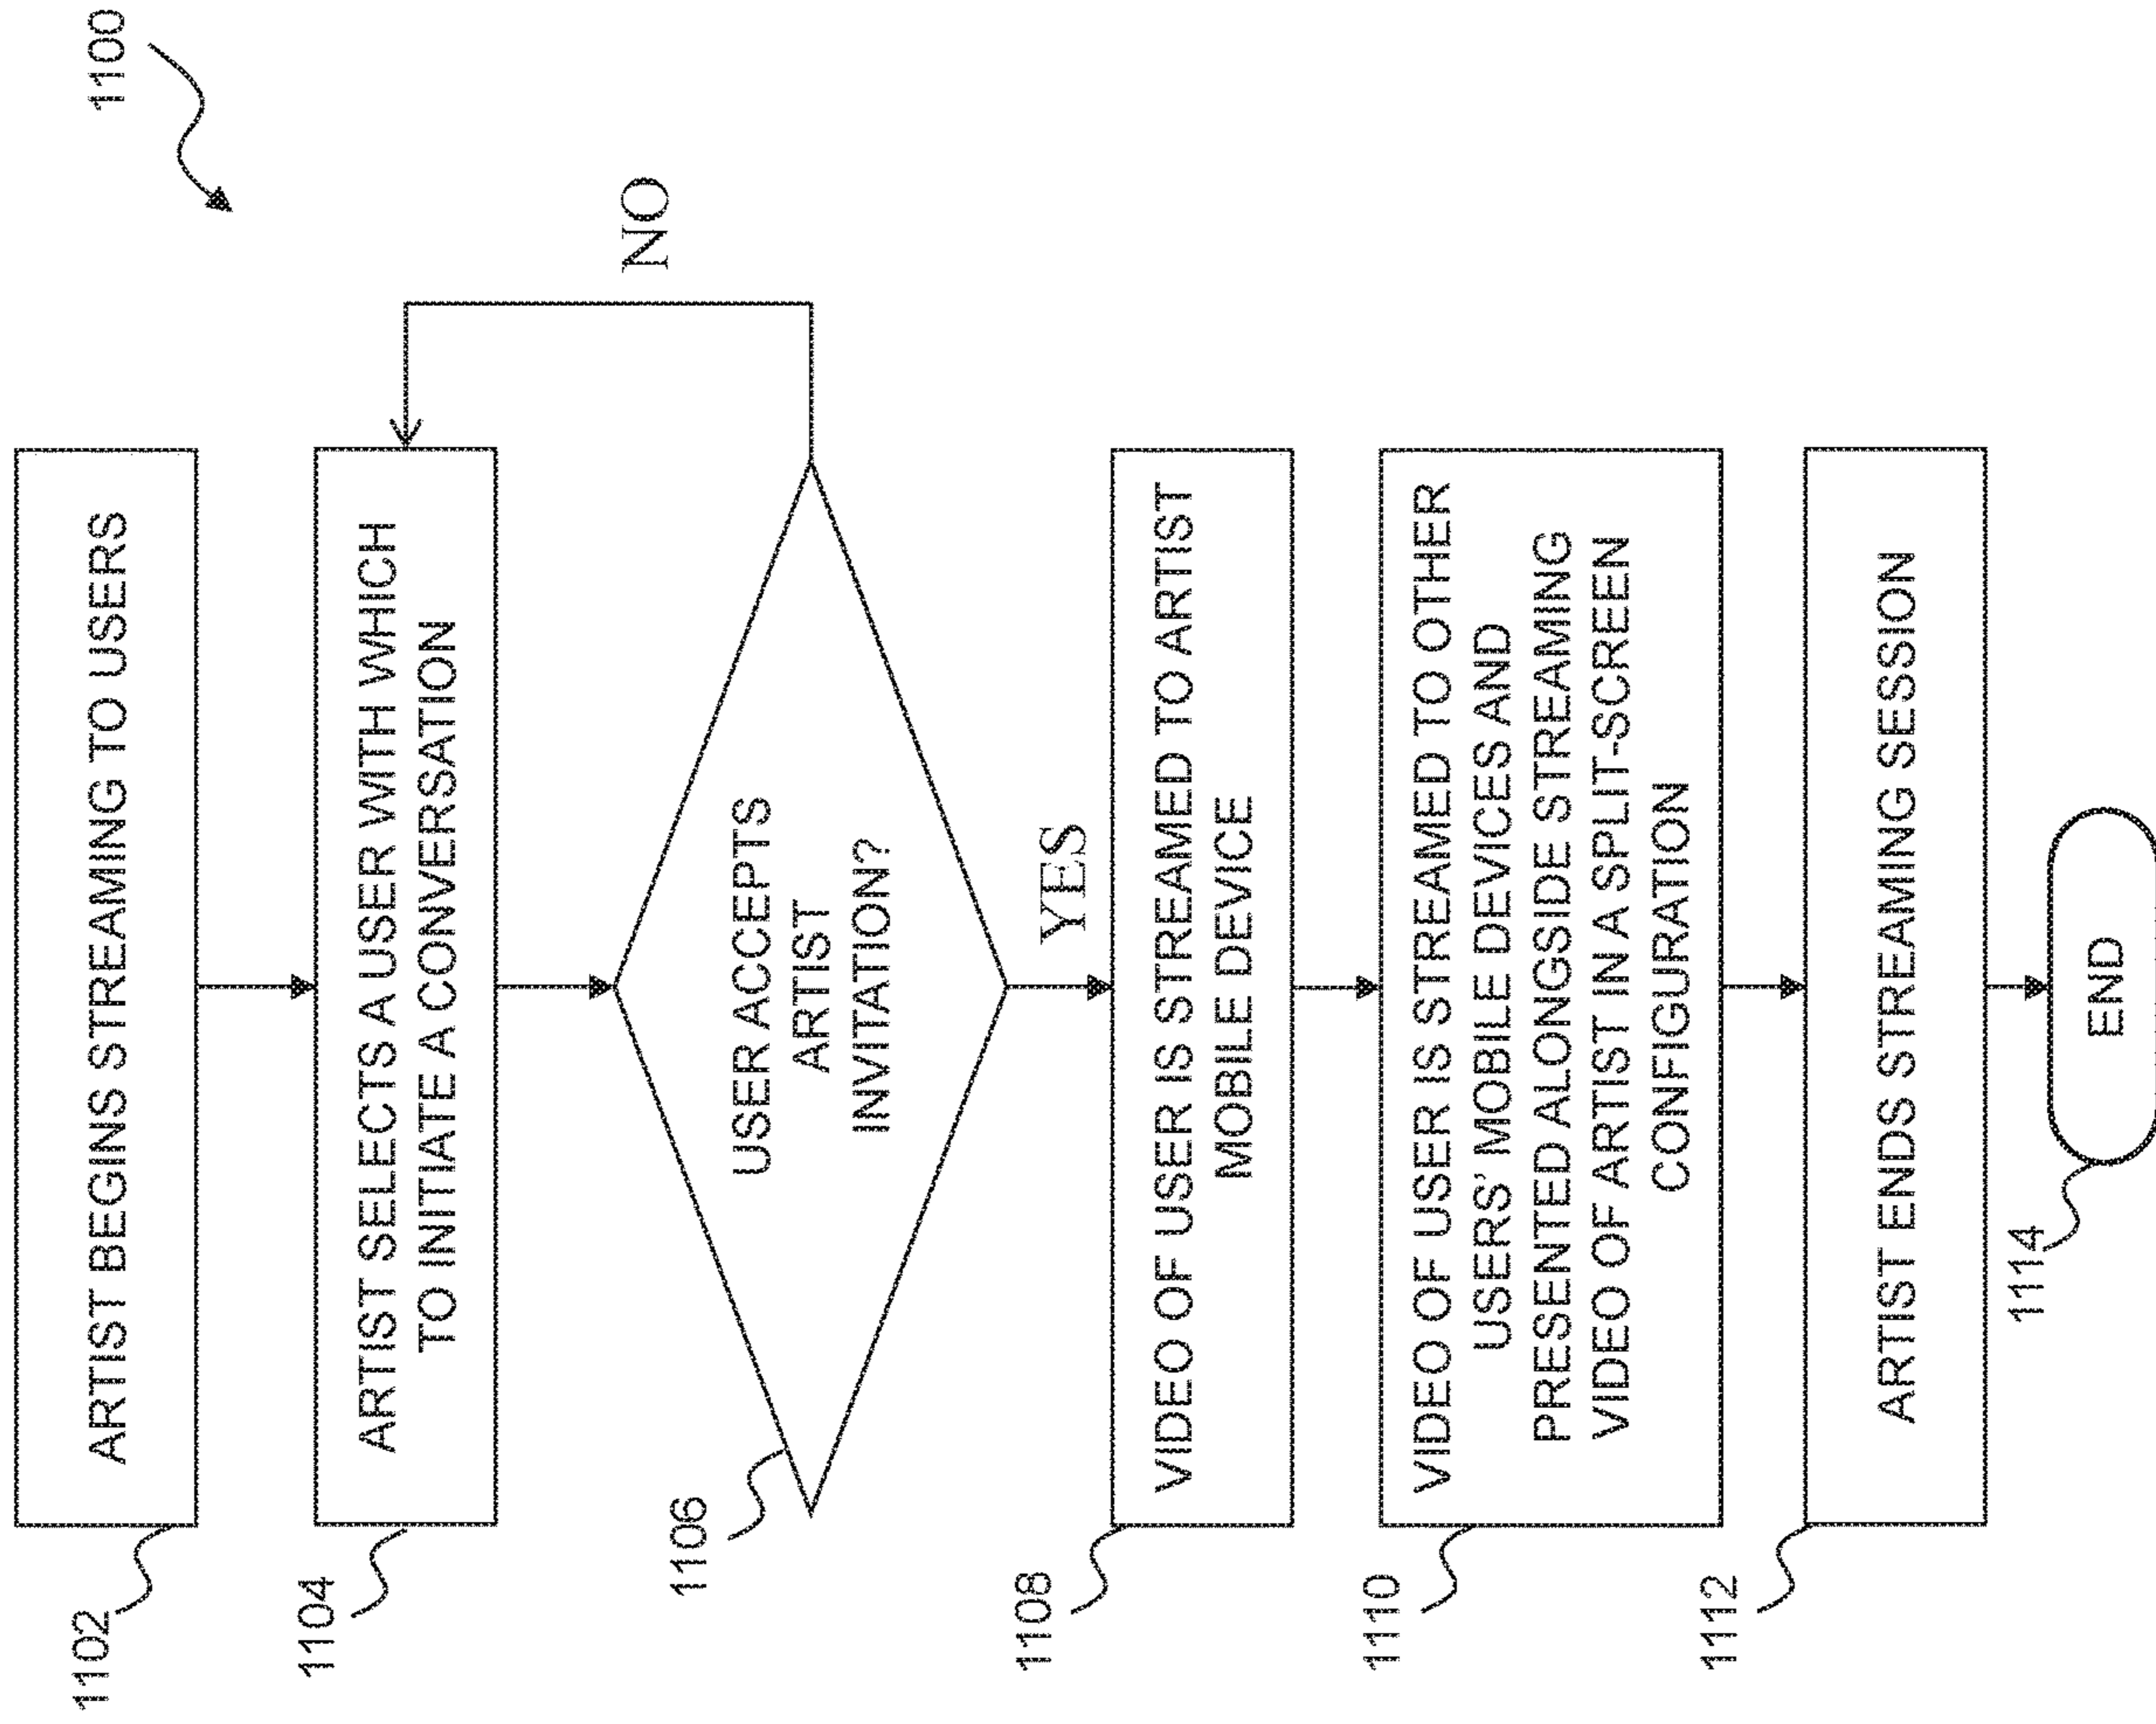 1100
1102
ARTIST BEGINS STREAMING TO USERS
1104
ARTIST SELECTS A USER WITH WHICH
TO INITIATE A CONVERSATION
1106
USER ACCEPTS
ARTIST
INVITATION?
NO
YES
1108
VIDEO OF USER IS STREAMED TO ARTIST
MOBILE DEVICE
1110
VIDEO OF USER IS STREAMED TO OTHER
USERS' MOBILE DEVICES AND
PRESENTED ALONGSIDE STREAMING
VIDEO OF ARTIST IN A SPLIT-SCREEN
CONFIGURATION
1112
ARTIST ENDS STREAMING SESSION
1114
END